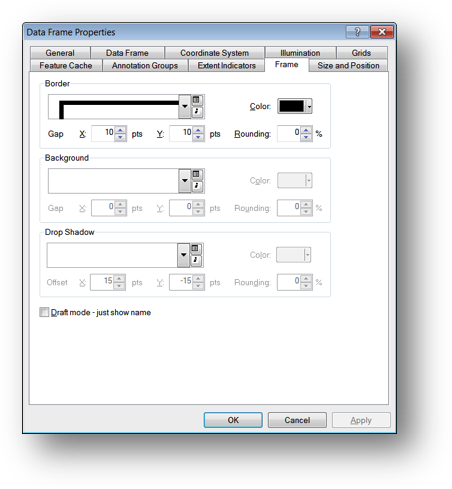 Data Frame Properties
General Data Frame Coordinate System Illumination Grids
Feature Cache Annotation Groups Extent Indicators Frame Size and Position
Border
Color:
Gap X: 10 pts Y: 10 pts Rounding: 0 %
Background
Color:
Gap X: 0 pts Y: 0 pts Rounding: 0 %
Drop Shadow
Color:
Offset X: 15 pts Y: -15 pts Rounding: 0 %
Draft mode - just show name
OK Cancel Apply